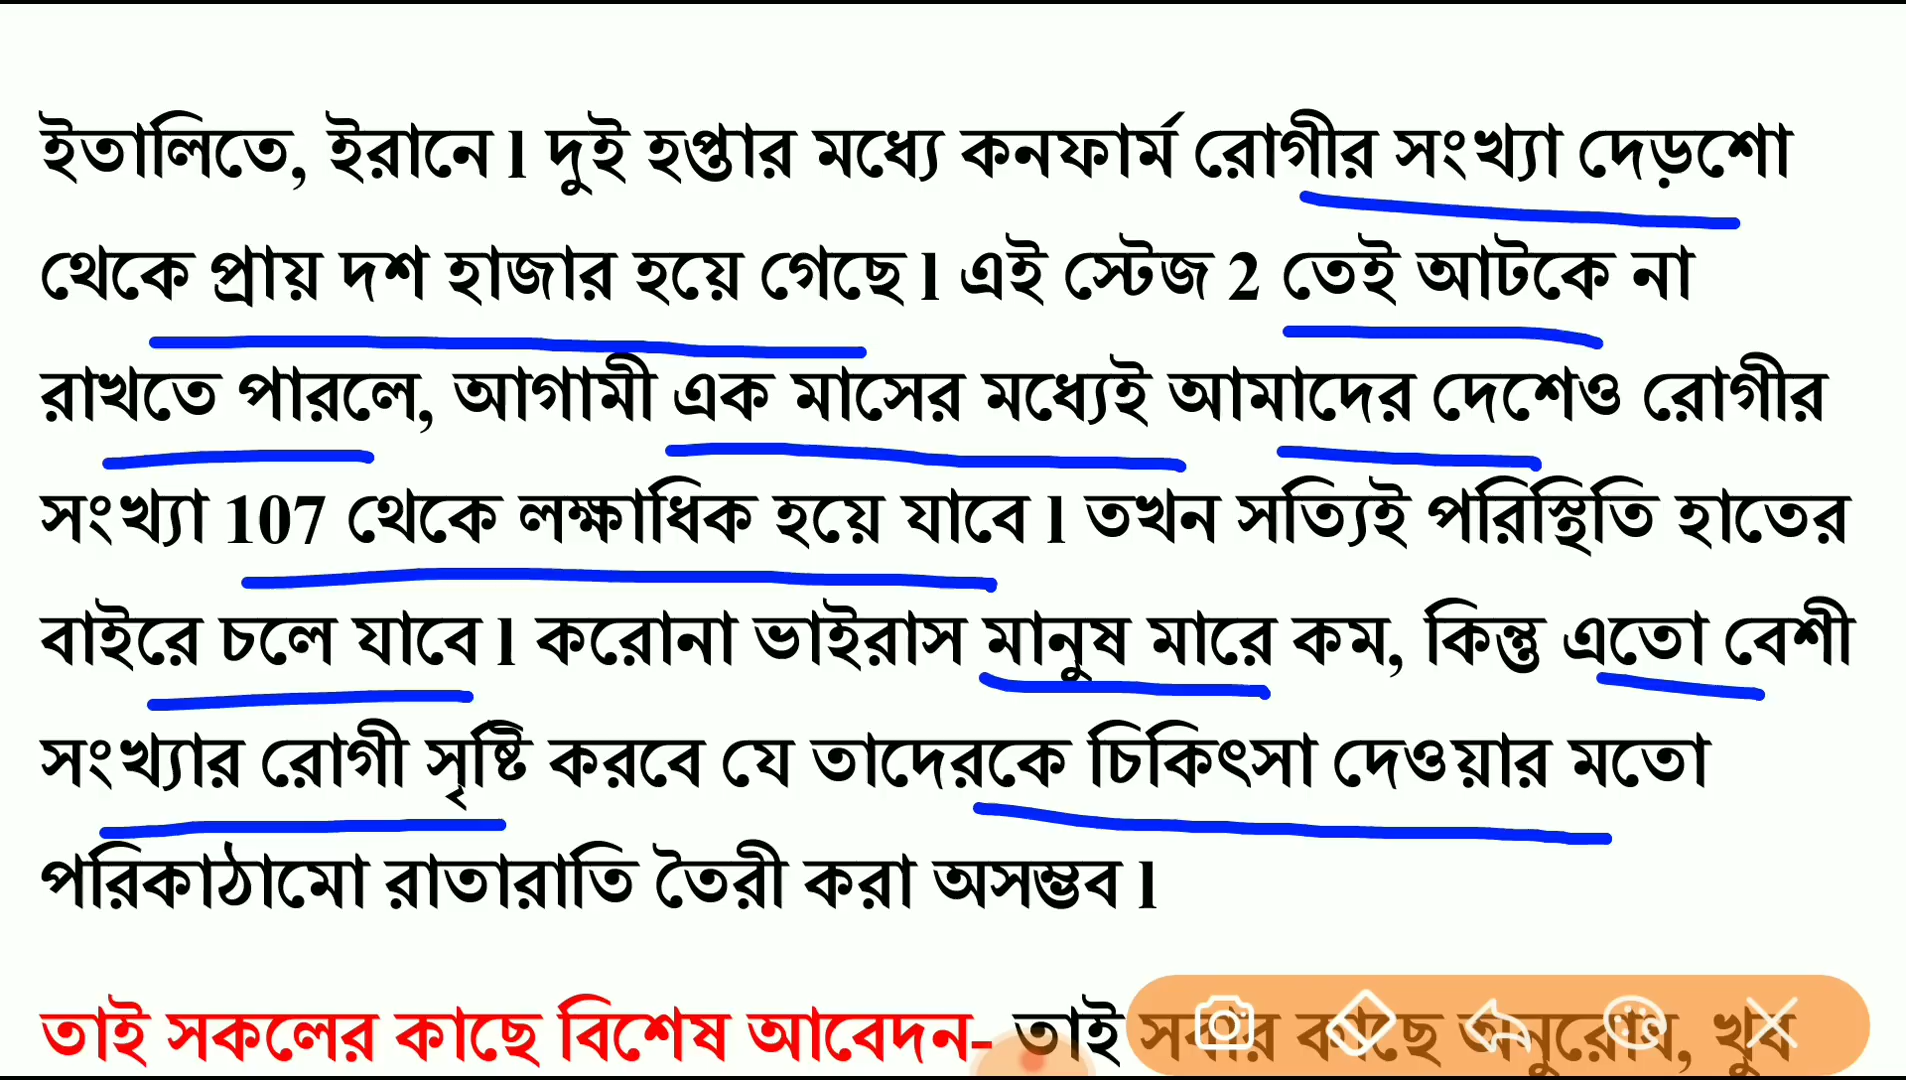 ইতালিতে, ইরানে l দুই হপ্তার মধ্যে কনফার্ম রোগীর সংখ্যা দেড়শো
থেকে প্রায় দশ হাজার হয়ে গেছে l এই স্টেজ 2 তেই আটকে না
রাখতে পারলে, আগামী এক মাসের মধ্যেই আমাদের দেশেও রোগীর
সংখ্যা 107 থেকে লক্ষাধিক হয়ে যাবে l তখন সত্যিই পরিস্থিতি হাতের
বাইরে চলে যাবে l করোনা ভাইরাস মানুষ মারে কম, কিন্তু এতো বেশী
সংখ্যার রোগী সৃষ্টি করবে যে তাদেরকে চিকিৎসা দেওয়ার মতো
পরিকাঠামো রাতারাতি তৈরী করা অসম্ভব l
তাই সকলের কাছে বিশেষ আবেদন- তাই সবার কাছে অনুরোধ,